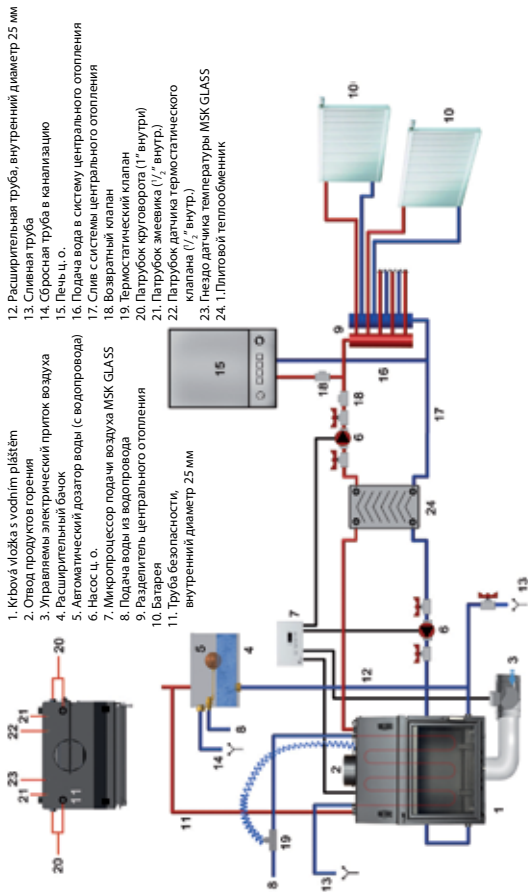 1. Krbová vložka s vodním pláštěm
2. Отвод продуктов горения
3. Управляемы электрический приток воздуха
4. Расширительный бачок
5. Автоматический дозатор воды (с водопровода)
6. Насос ц. о.
7. Микропроцессор подачи воздуха MSK GLASS
8. Подача воды из водопровода
9. Разделитель центрального отопления
10. Батарея
11. Труба безопасности,
внутренний диаметр 25 мм
12. Расширительная труба, внутренний диаметр 25 мм
13. Сливная труба
14. Сбросная труба в канализацию
15. Печь ц. о.
16. Подача вода в систему центрального отопления
17. Слив с системы центрального отопления
18. Возвратный клапан
19. Термостатический клапан
20. Патрубок круговорота (1" внутри)
21. Патрубок змеевика (1/2" внутр.)
22. Патрубок датчика термостатического
клапана (1/2" внутр.)
23. Гнездо датчика температуры MSK GLASS
24. 1.Плитовой теплообменник
20
21
22
23
21
20
11
20
20
5
4
14
8
11
12
7
2
19
8
13
1
3
6
13
24
17
6
18
18
15
9
16
10
10